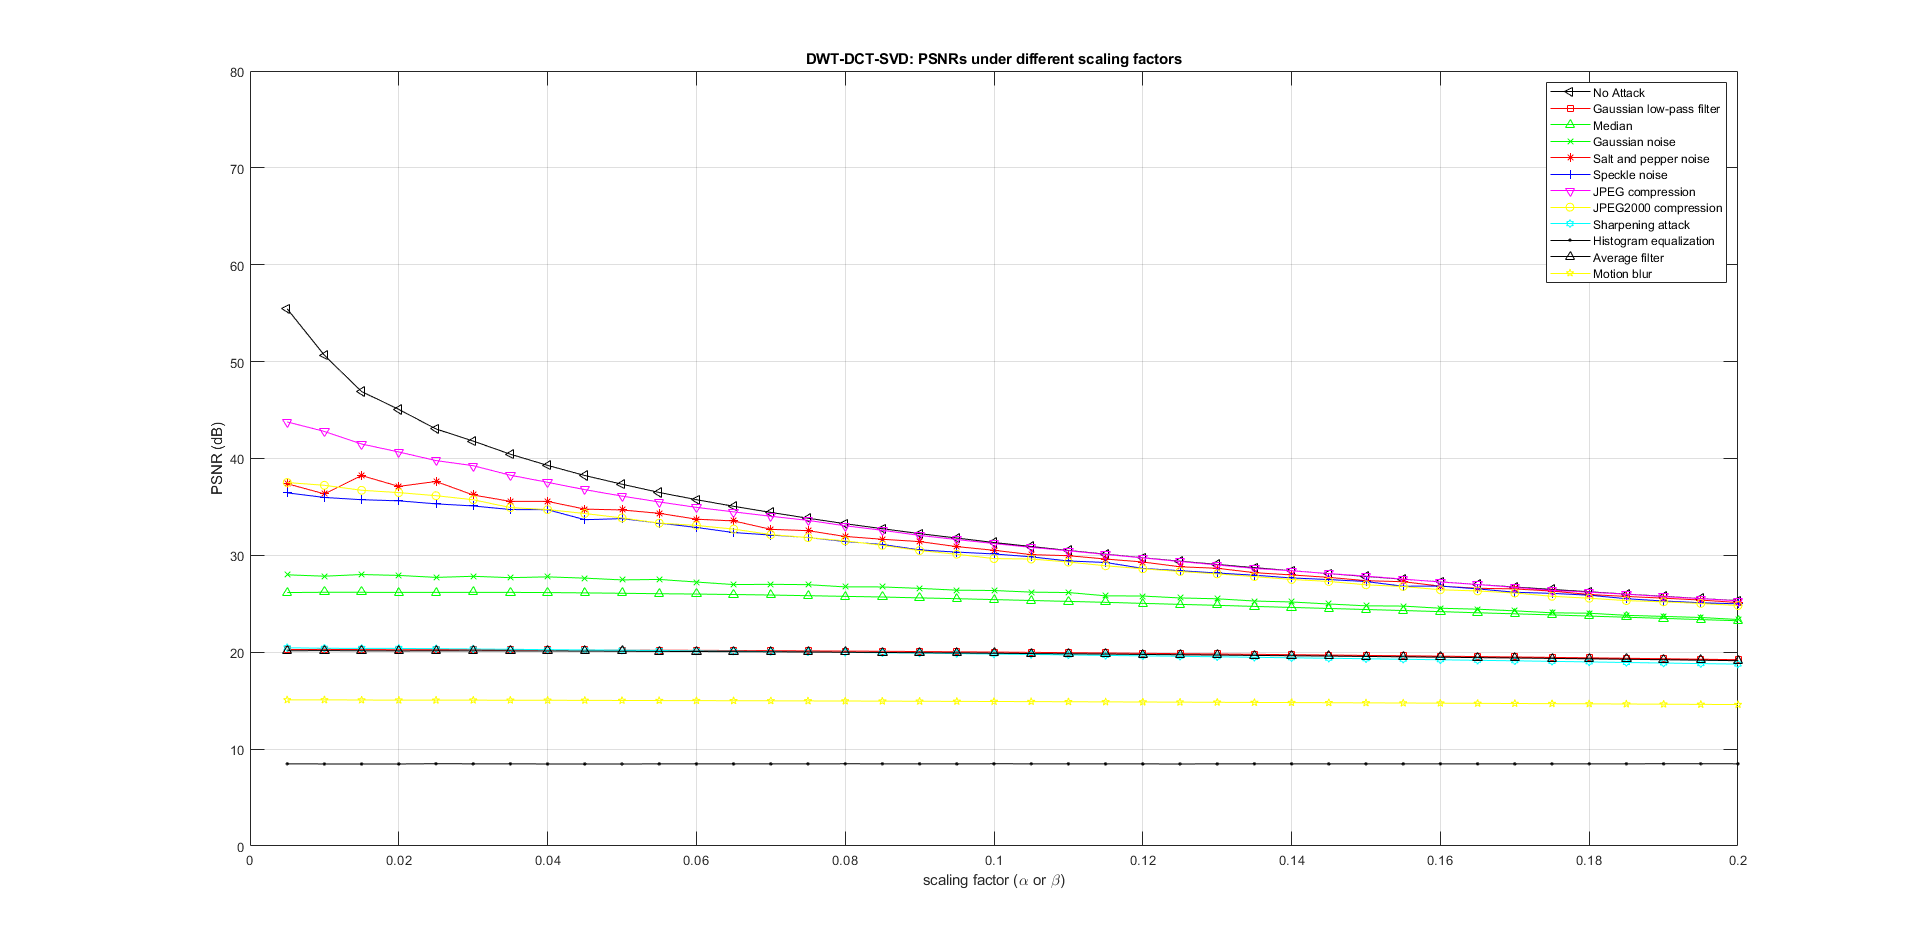 DWT-DCT-SVD: PSNRs under different scaling factors
80
70
60
50
40
30
20
10
0
PSNR (dB)
No Attack
Gaussian low-pass filter
Median
Gaussian noise
Salt and pepper noise
Speckle noise
JPEG compression
JPEG2000 compression
Sharpening attack
Histogram equalization
Average filter
Motion blur
0 0.02 0.04 0.06 0.08 0.1 0.12 0.14 0.16 0.18 0.2
scaling factor (α or β)